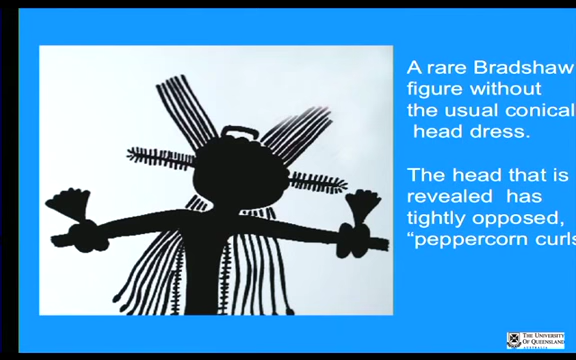 A rare Bradshaw
figure without
the usual conical
head dress.
The head that is
revealed has
tightly opposed,
“peppercorn curls
THE UNIVERSITY
OF QUEENSLAND
AUSTRALIA